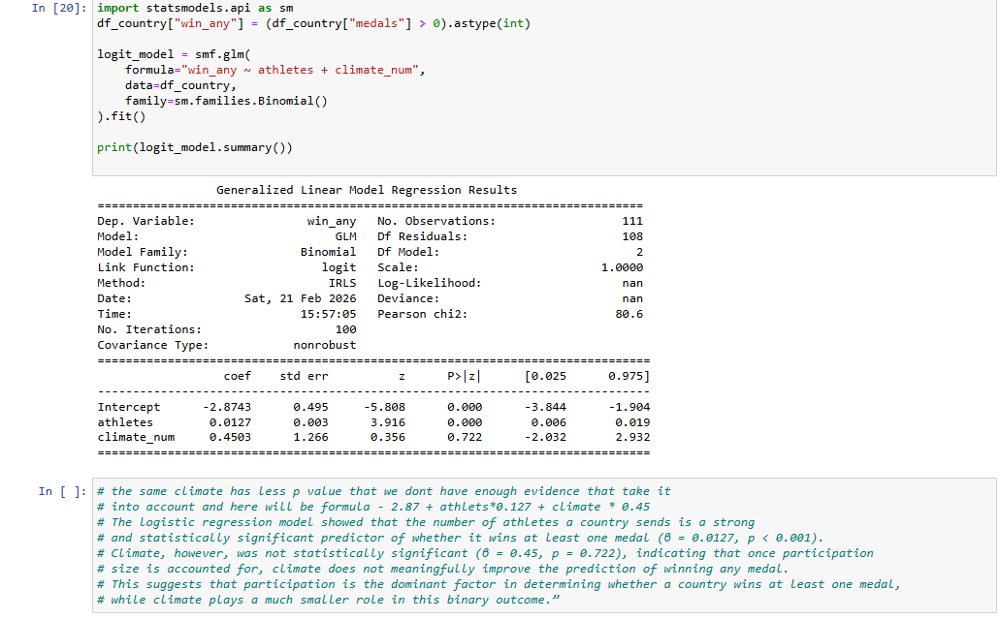 In [20]: import statsmodels.api as sm
df_country["win_any"] = (df_country["medals"] > 0).astype(int)
logit_model = smf.glm(
formula="win_any ~ athletes + climate_num",
data=df_country,
family=sm.families.Binomial()
).fit()
print(logit_model.summary())
Generalized Linear Model Regression Results
==============================================================================
Dep. Variable: win_any No. Observations: 111
Model: GLM Df Residuals: 108
Model Family: Binomial Df Model: 2
Link Function: logit Scale: 1.0000
Method: IRLS Log-Likelihood: nan
Date: Sat, 21 Feb 2026 Deviance: nan
Time: 15:57:05 Pearson chi2: 80.6
No. Iterations: 100
Covariance Type: nonrobust
===============================================================================
coef std err z P>|z| [0.025 0.975]
-------------------------------------------------------------------------------
Intercept -2.8743 0.495 -5.808 0.000 -3.844 -1.904
athletes 0.0127 0.003 3.916 0.000 0.006 0.019
climate_num 0.4503 1.266 0.356 0.722 -2.032 2.932
===============================================================================
In [ ]: # the same climate has less p value that we dont have enough evidence that take it
# into account and here will be formula - 2.87 + athlets*0.127 + climate * 0.45
# The logistic regression model showed that the number of athletes a country sends is a strong
# and statistically significant predictor of whether it wins at least one medal (β = 0.0127, p < 0.001).
# Climate, however, was not statistically significant (β = 0.45, p = 0.722), indicating that once participation
# size is accounted for, climate does not meaningfully improve the prediction of winning any medal.
# This suggests that participation is the dominant factor in determining whether a country wins at least one medal,
# while climate plays a much smaller role in this binary outcome.”